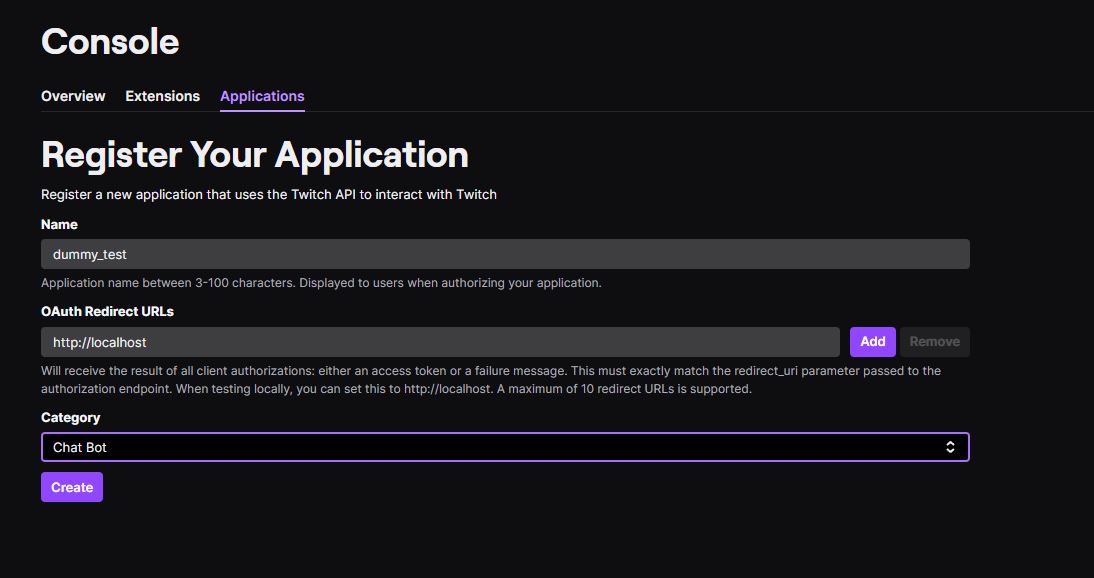 Console
Overview Extensions Applications
Register Your Application
Register a new application that uses the Twitch API to interact with Twitch
Name
dummy_test
Application name between 3-100 characters. Displayed to users when authorizing your application.
OAuth Redirect URLs
http://localhost Add Remove
Will receive the result of all client authorizations: either an access token or a failure message. This must exactly match the redirect_uri parameter passed to the
authorization endpoint. When testing locally, you can set this to http://localhost. A maximum of 10 redirect URLs is supported.
Category
Chat Bot
Create